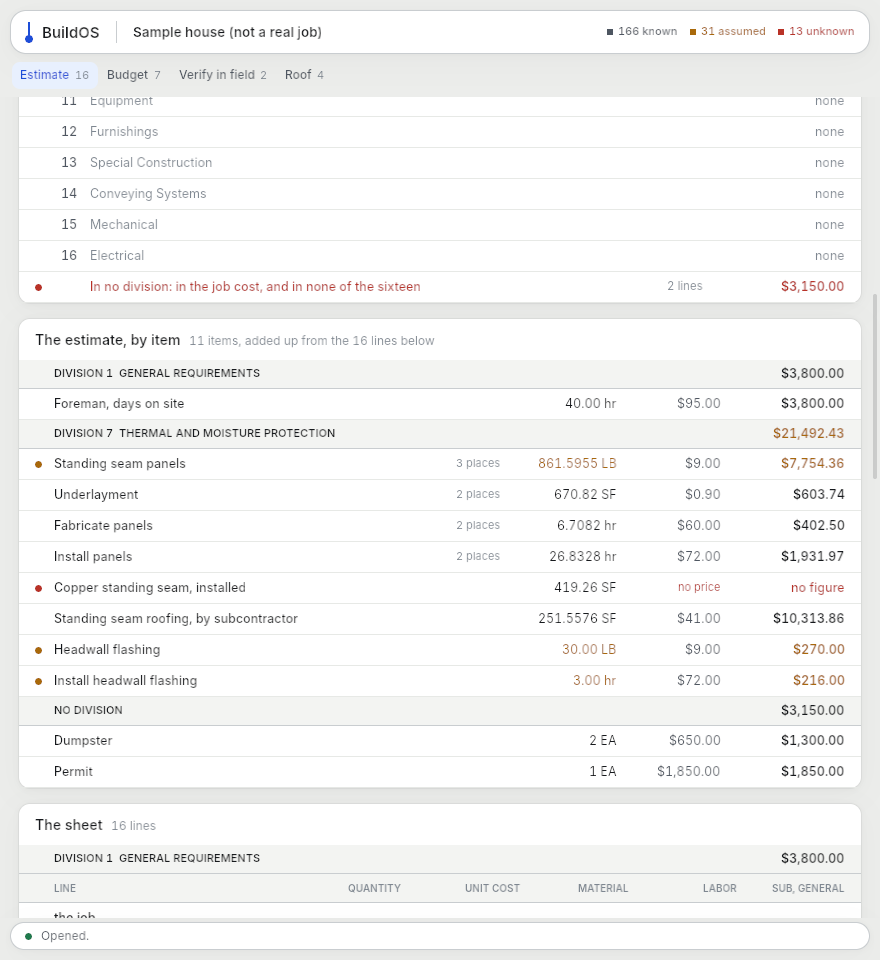 BuildOS Sample house (not a real job) 166 known 31 assumed 13 unknown
Estimate 16 Budget 7 Verify in field 2 Roof 4
11 Equipment none
12 Furnishings none
13 Special Construction none
14 Conveying Systems none
15 Mechanical none
16 Electrical none
In no division: in the job cost, and in none of the sixteen 2 lines $3,150.00
The estimate, by item 11 items, added up from the 16 lines below
DIVISION 1 GENERAL REQUIREMENTS $3,800.00
Foreman, days on site 40.00 hr $95.00 $3,800.00
DIVISION 7 THERMAL AND MOISTURE PROTECTION $21,492.43
Standing seam panels 3 places 861.5955 LB $9.00 $7,754.36
Underlayment 2 places 670.82 SF $0.90 $603.74
Fabricate panels 2 places 6.7082 hr $60.00 $402.50
Install panels 2 places 26.8328 hr $72.00 $1,931.97
Copper standing seam, installed 419.26 SF no price no figure
Standing seam roofing, by subcontractor 251.5576 SF $41.00 $10,313.86
Headwall flashing 30.00 LB $9.00 $270.00
Install headwall flashing 3.00 hr $72.00 $216.00
NO DIVISION $3,150.00
Dumpster 2 EA $650.00 $1,300.00
Permit 1 EA $1,850.00 $1,850.00
The sheet 16 lines
DIVISION 1 GENERAL REQUIREMENTS $3,800.00
LINE QUANTITY UNIT COST MATERIAL LABOR SUB, GENERAL
the job
Opened.